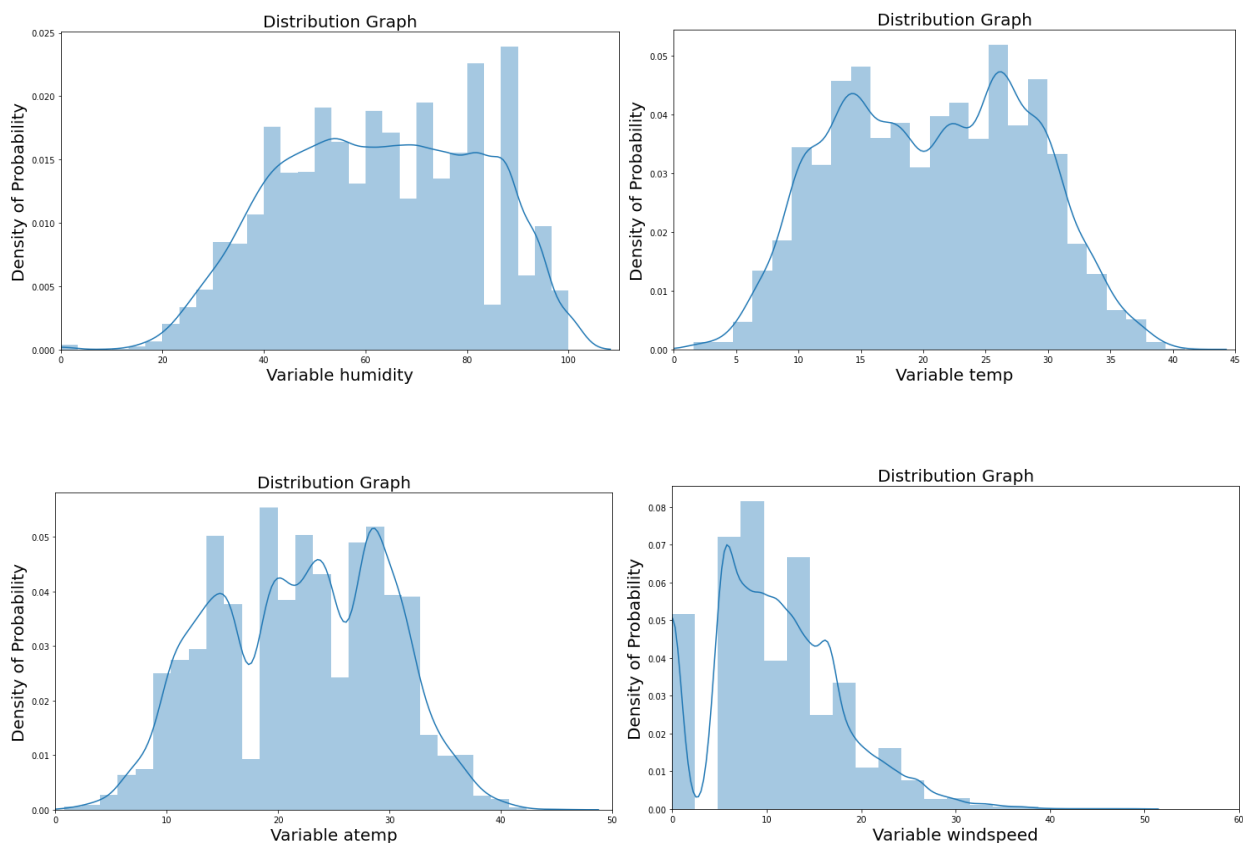 Distribution Graph
Density of Probability
0.025
0.020
0.015
0.010
0.005
0.000
0 20 40 60 80 100
Variable humidity
Distribution Graph
Density of Probability
0.05
0.04
0.03
0.02
0.01
0.00
0 5 10 15 20 25 30 35 40 45
Variable temp
Distribution Graph
Density of Probability
0.05
0.04
0.03
0.02
0.01
0.00
0 10 20 30 40 50
Variable atemp
Distribution Graph
Density of Probability
0.08
0.07
0.06
0.05
0.04
0.03
0.02
0.01
0.00
0 10 20 30 40 50 60
Variable windspeed